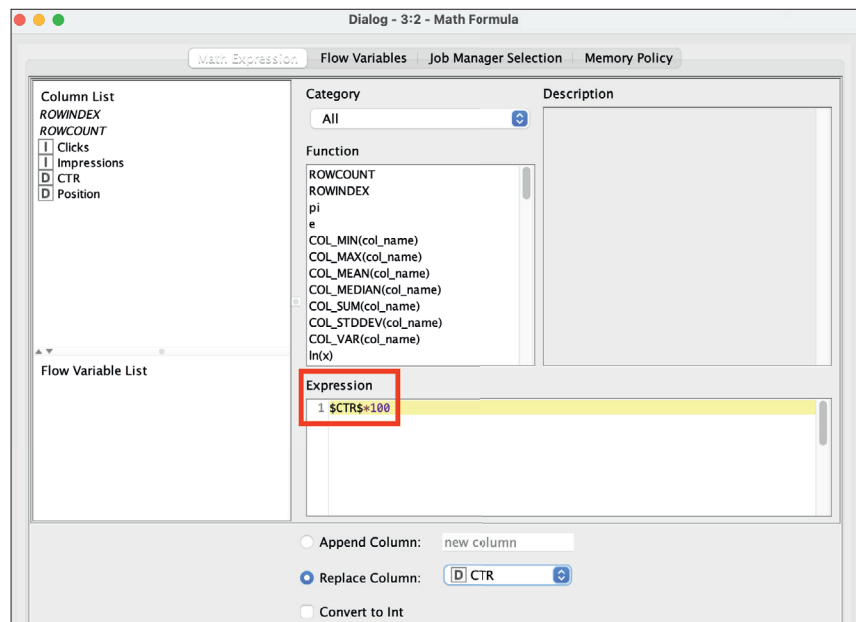 Dialog - 3:2 - Math Formula
Math Expression Flow Variables Job Manager Selection Memory Policy
Column List
ROWINDEX
ROWCOUNT
I Clicks
I Impressions
D CTR
D Position
Flow Variable List
Category
All
Function
ROWCOUNT
ROWINDEX
pi
e
COL_MIN(col_name)
COL_MAX(col_name)
COL_MEAN(col_name)
COL_MEDIAN(col_name)
COL_SUM(col_name)
COL_STDDEV(col_name)
COL_VAR(col_name)
ln(x)
Description
Expression
1 $CTR$*100
Append Column: new column
Replace Column: D CTR
Convert to Int